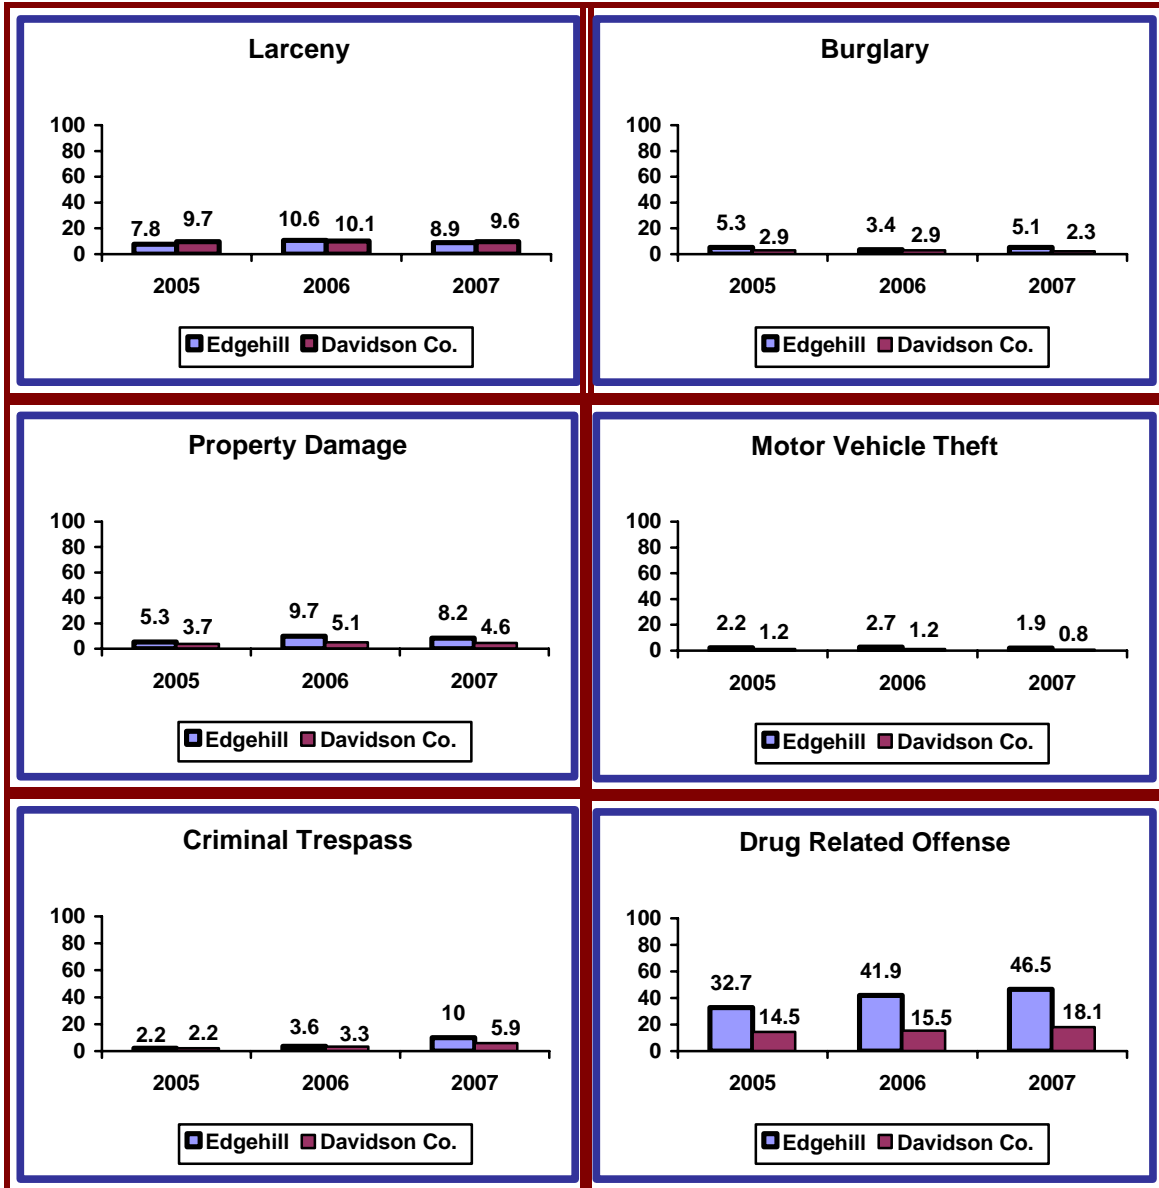 Larceny
100
80
60
40
20
0
7.8 9.7 10.6 10.1 8.9 9.6
2005 2006 2007
Edgehill Davidson Co.
Burglary
100
80
60
40
20
0
5.3 2.9 3.4 2.9 5.1 2.3
2005 2006 2007
Edgehill Davidson Co.
Property Damage
100
80
60
40
20
0
5.3 3.7 9.7 5.1 8.2 4.6
2005 2006 2007
Edgehill Davidson Co.
Motor Vehicle Theft
100
80
60
40
20
0
2.2 1.2 2.7 1.2 1.9 0.8
2005 2006 2007
Edgehill Davidson Co.
Criminal Trespass
100
80
60
40
20
0
2.2 2.2 3.6 3.3 10 5.9
2005 2006 2007
Edgehill Davidson Co.
Drug Related Offense
100
80
60
40
20
0
32.7 14.5 41.9 15.5 46.5 18.1
2005 2006 2007
Edgehill Davidson Co.